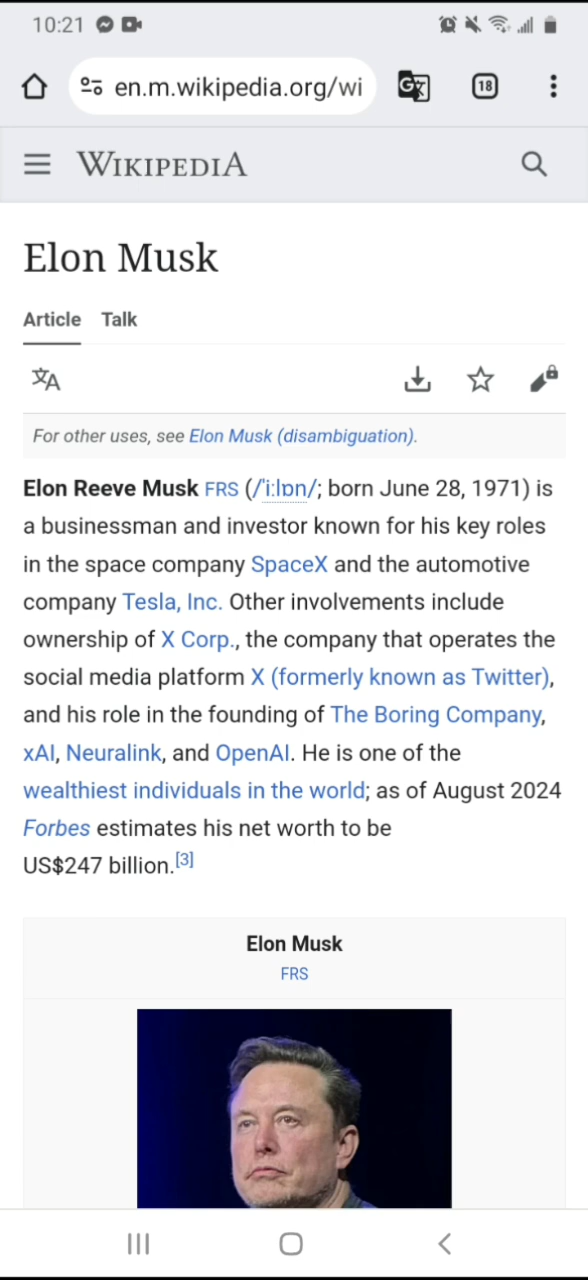 10:21
en.m.wikipedia.org/wi
18
WIKIPEDIA
Elon Musk
Article Talk
For other uses, see Elon Musk (disambiguation).
Elon Reeve Musk FRS (/ˈiːlɒn/; born June 28, 1971) is
a businessman and investor known for his key roles
in the space company SpaceX and the automotive
company Tesla, Inc. Other involvements include
ownership of X Corp., the company that operates the
social media platform X (formerly known as Twitter),
and his role in the founding of The Boring Company,
xAI, Neuralink, and OpenAI. He is one of the
wealthiest individuals in the world; as of August 2024
Forbes estimates his net worth to be
US$247 billion.[3]
Elon Musk
FRS